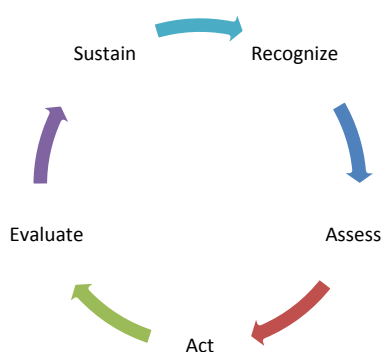 Sustain
Recognize
Evaluate
Assess
Act